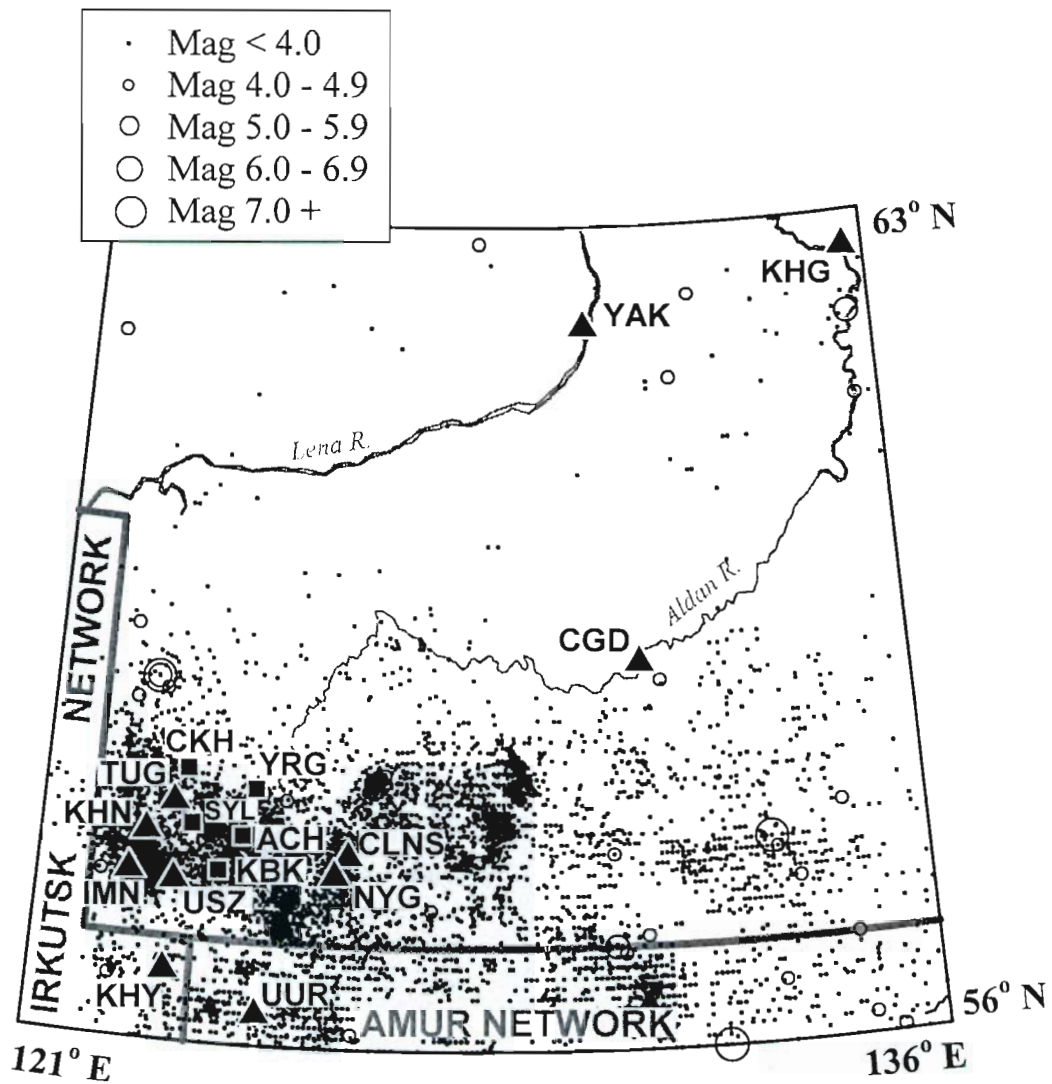 Mag < 4.0
Mag 4.0 - 4.9
Mag 5.0 - 5.9
Mag 6.0 - 6.9
Mag 7.0 +
63° N
KHG
YAK
Lena R.
NETWORK
Aldan R.
CGD
CKH
TUG
YRG
KHN
SYL
ACH
CLNS
IMN
KBK
USZ
NYG
IRKUTSK
KHY
UUR
AMUR NETWORK
56° N
121° E
136° E